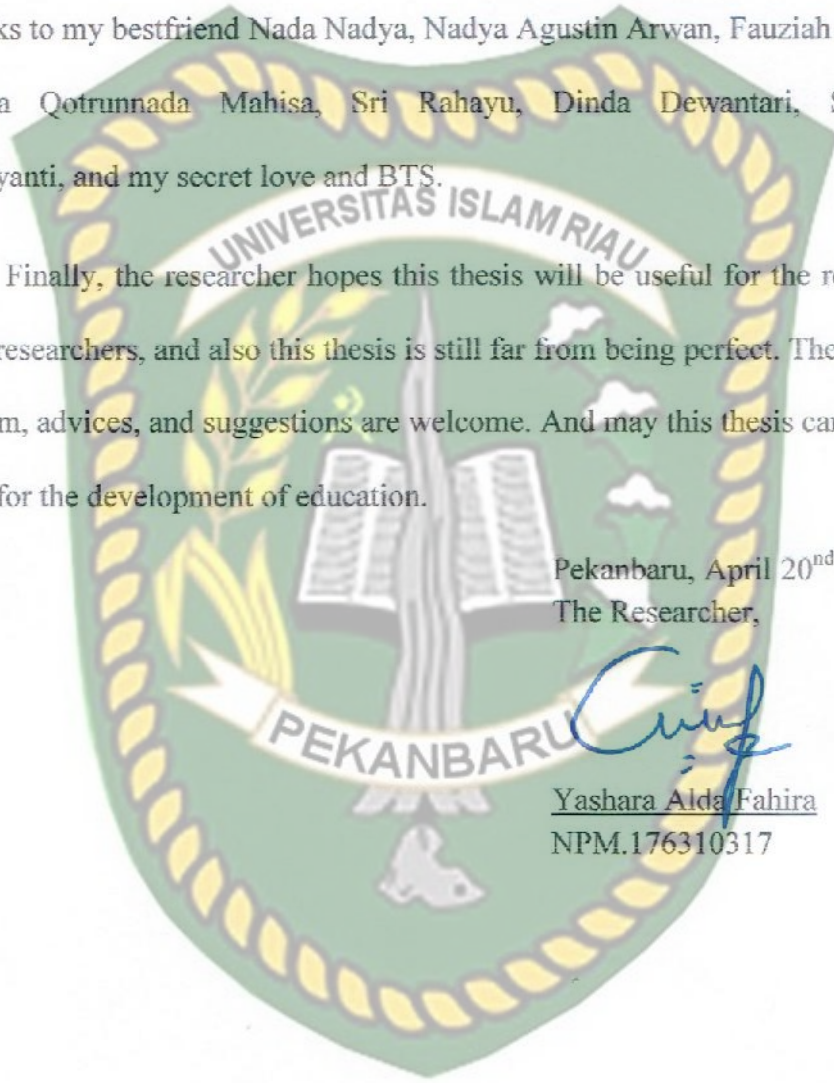 ks to my bestfriend Nada Nadya, Nadya Agustin Arwan, Fauziah
a Qotrunnada Mahisa, Sri Rahayu, Dinda Dewantari, S
yanti, and my secret love and BTS.
UNIVERSITAS ISLAM RIAU
Finally, the researcher hopes this thesis will be useful for the re
researchers, and also this thesis is still far from being perfect. The
m, advices, and suggestions are welcome. And may this thesis can
for the development of education.
Pekanbaru, April 20nd
The Researcher,
PEKANBARU
Yashara Alda Fahira
NPM.176310317